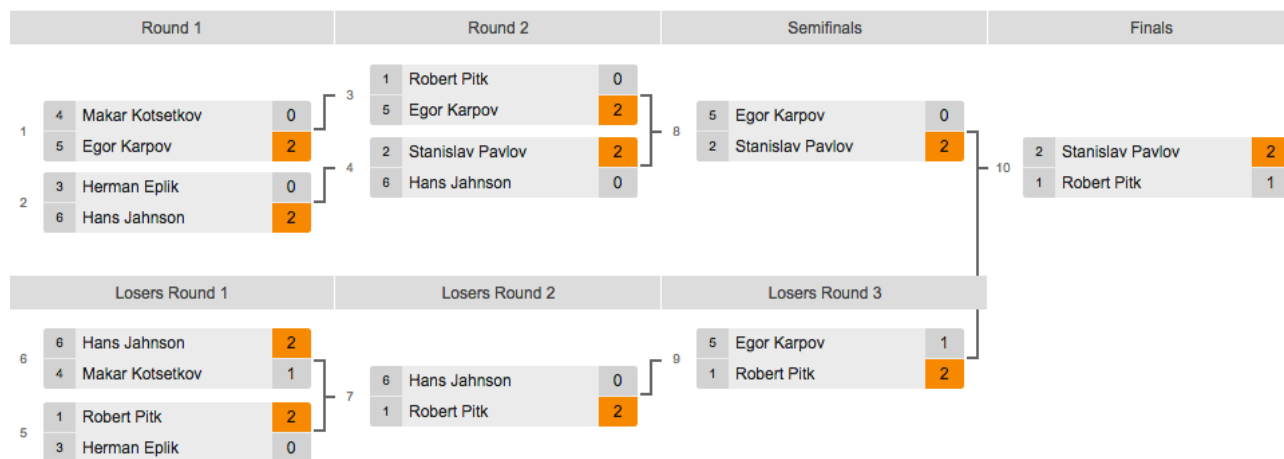 Round 1 Round 2 Semifinals Finals
1
4 Makar Kotsetkov 0
5 Egor Karpov 2
2
3 Herman Eplik 0
6 Hans Jahnson 2
3
1 Robert Pitk 0
5 Egor Karpov 2
4
2 Stanislav Pavlov 2
6 Hans Jahnson 0
8
5 Egor Karpov 0
2 Stanislav Pavlov 2
10
2 Stanislav Pavlov 2
1 Robert Pitk 1
Losers Round 1 Losers Round 2 Losers Round 3
6
6 Hans Jahnson 2
4 Makar Kotsetkov 1
5
1 Robert Pitk 2
3 Herman Eplik 0
7
6 Hans Jahnson 0
1 Robert Pitk 2
9
5 Egor Karpov 1
1 Robert Pitk 2